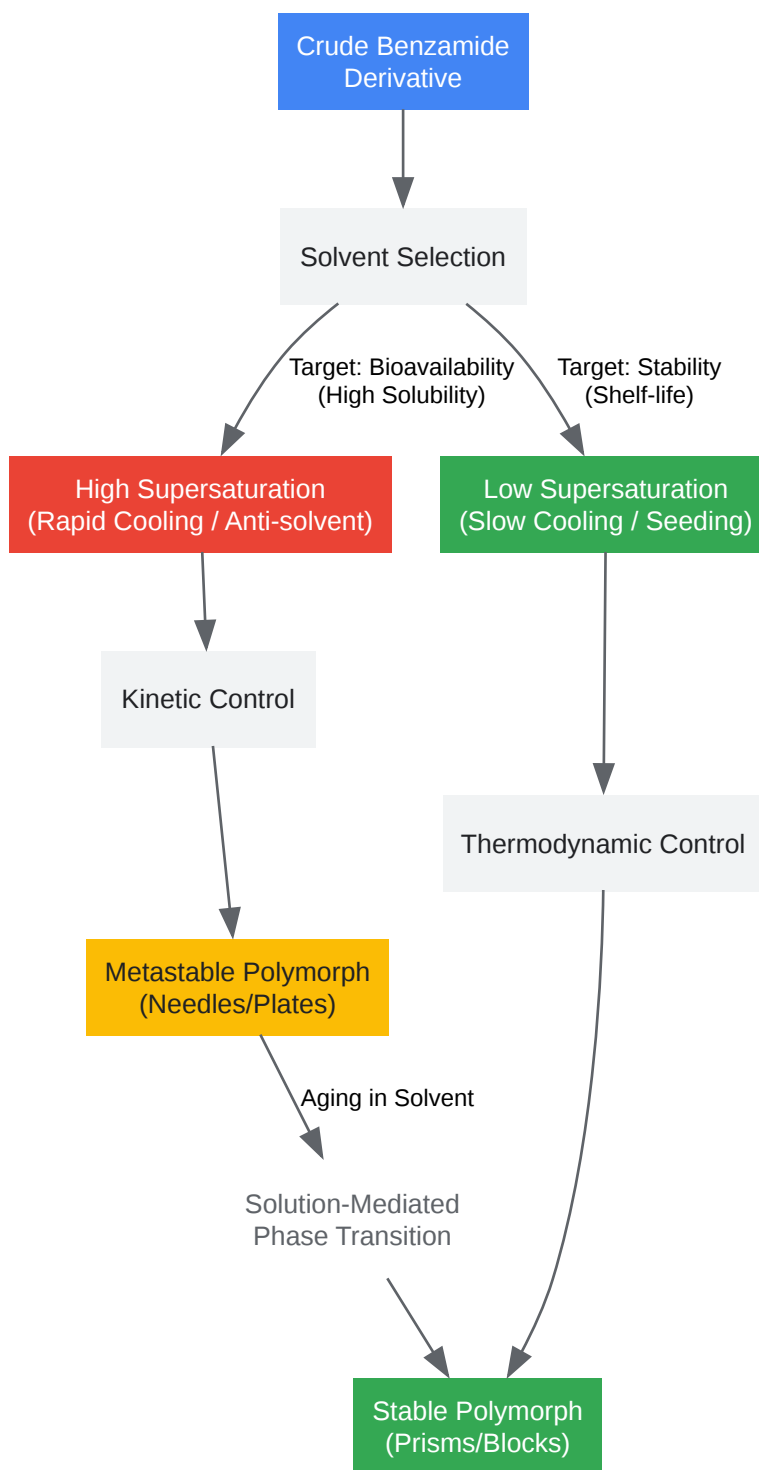 Crude Benzamide
Derivative
Solvent Selection
Target: Bioavailability
(High Solubility)
Target: Stability
(Shelf-life)
High Supersaturation
(Rapid Cooling / Anti-solvent)
Low Supersaturation
(Slow Cooling / Seeding)
Kinetic Control
Thermodynamic Control
Metastable Polymorph
(Needles/Plates)
Aging in Solvent
Solution-Mediated
Phase Transition
Stable Polymorph
(Prisms/Blocks)